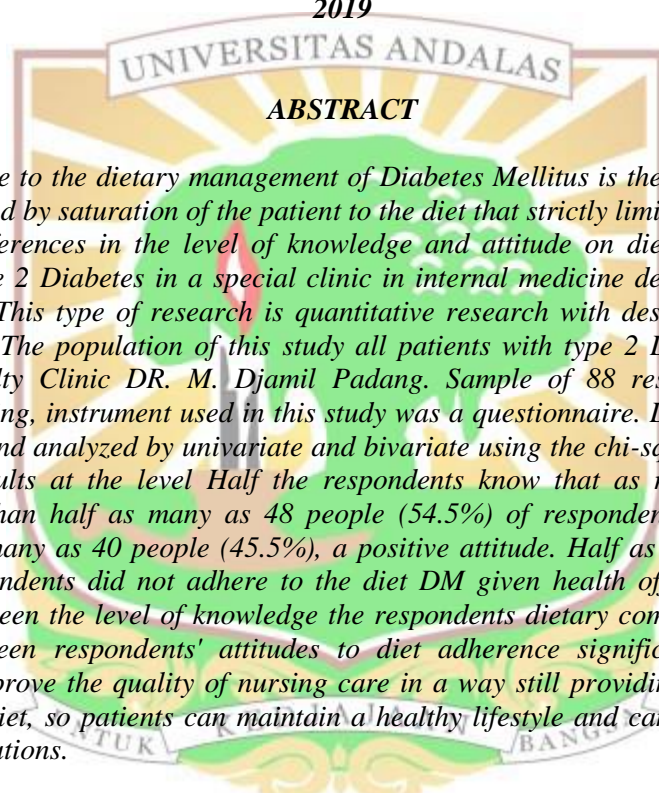 2019
UNIVERSITAS ANDALAS
ABSTRACT
e to the dietary management of Diabetes Mellitus is the
d by saturation of the patient to the diet that strictly limi
ferences in the level of knowledge and attitude on die
e 2 Diabetes in a special clinic in internal medicine de
This type of research is quantitative research with des
The population of this study all patients with type 2 D
lty Clinic DR. M. Djamil Padang. Sample of 88 res
ng, instrument used in this study was a questionnaire. D
nd analyzed by univariate and bivariate using the chi-sq
ults at the level Half the respondents know that as
han half as many as 48 people (54.5%) of responden
many as 40 people (45.5%), a positive attitude. Half as
ndents did not adhere to the diet DM given health of
een the level of knowledge the respondents dietary com
een respondents' attitudes to diet adherence signific
prove the quality of nursing care in a way still providi
iet, so patients can maintain a healthy lifestyle and ca
UNTUK KEDJAJAAN BANGSA
ations.